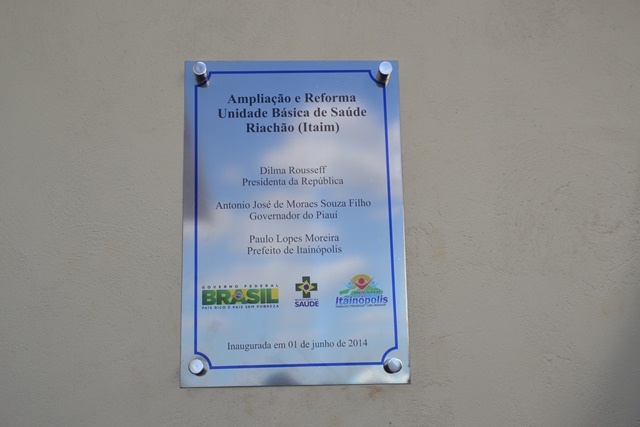 Ampliação e Reforma
Unidade Básica de Saúde
Riachão (Itaim)
Dilma Rousseff
Presidenta da República
Antonio José de Moraes Souza Filho
Governador do Piauí
Paulo Lopes Moreira
Prefeito de Itainópolis
GOVERNO FEDERAL
BRASIL
PAÍS RICO É PAÍS SEM POBREZA
SAÚDE
Itainópolis
Inaugurada em 01 de junho de 2014